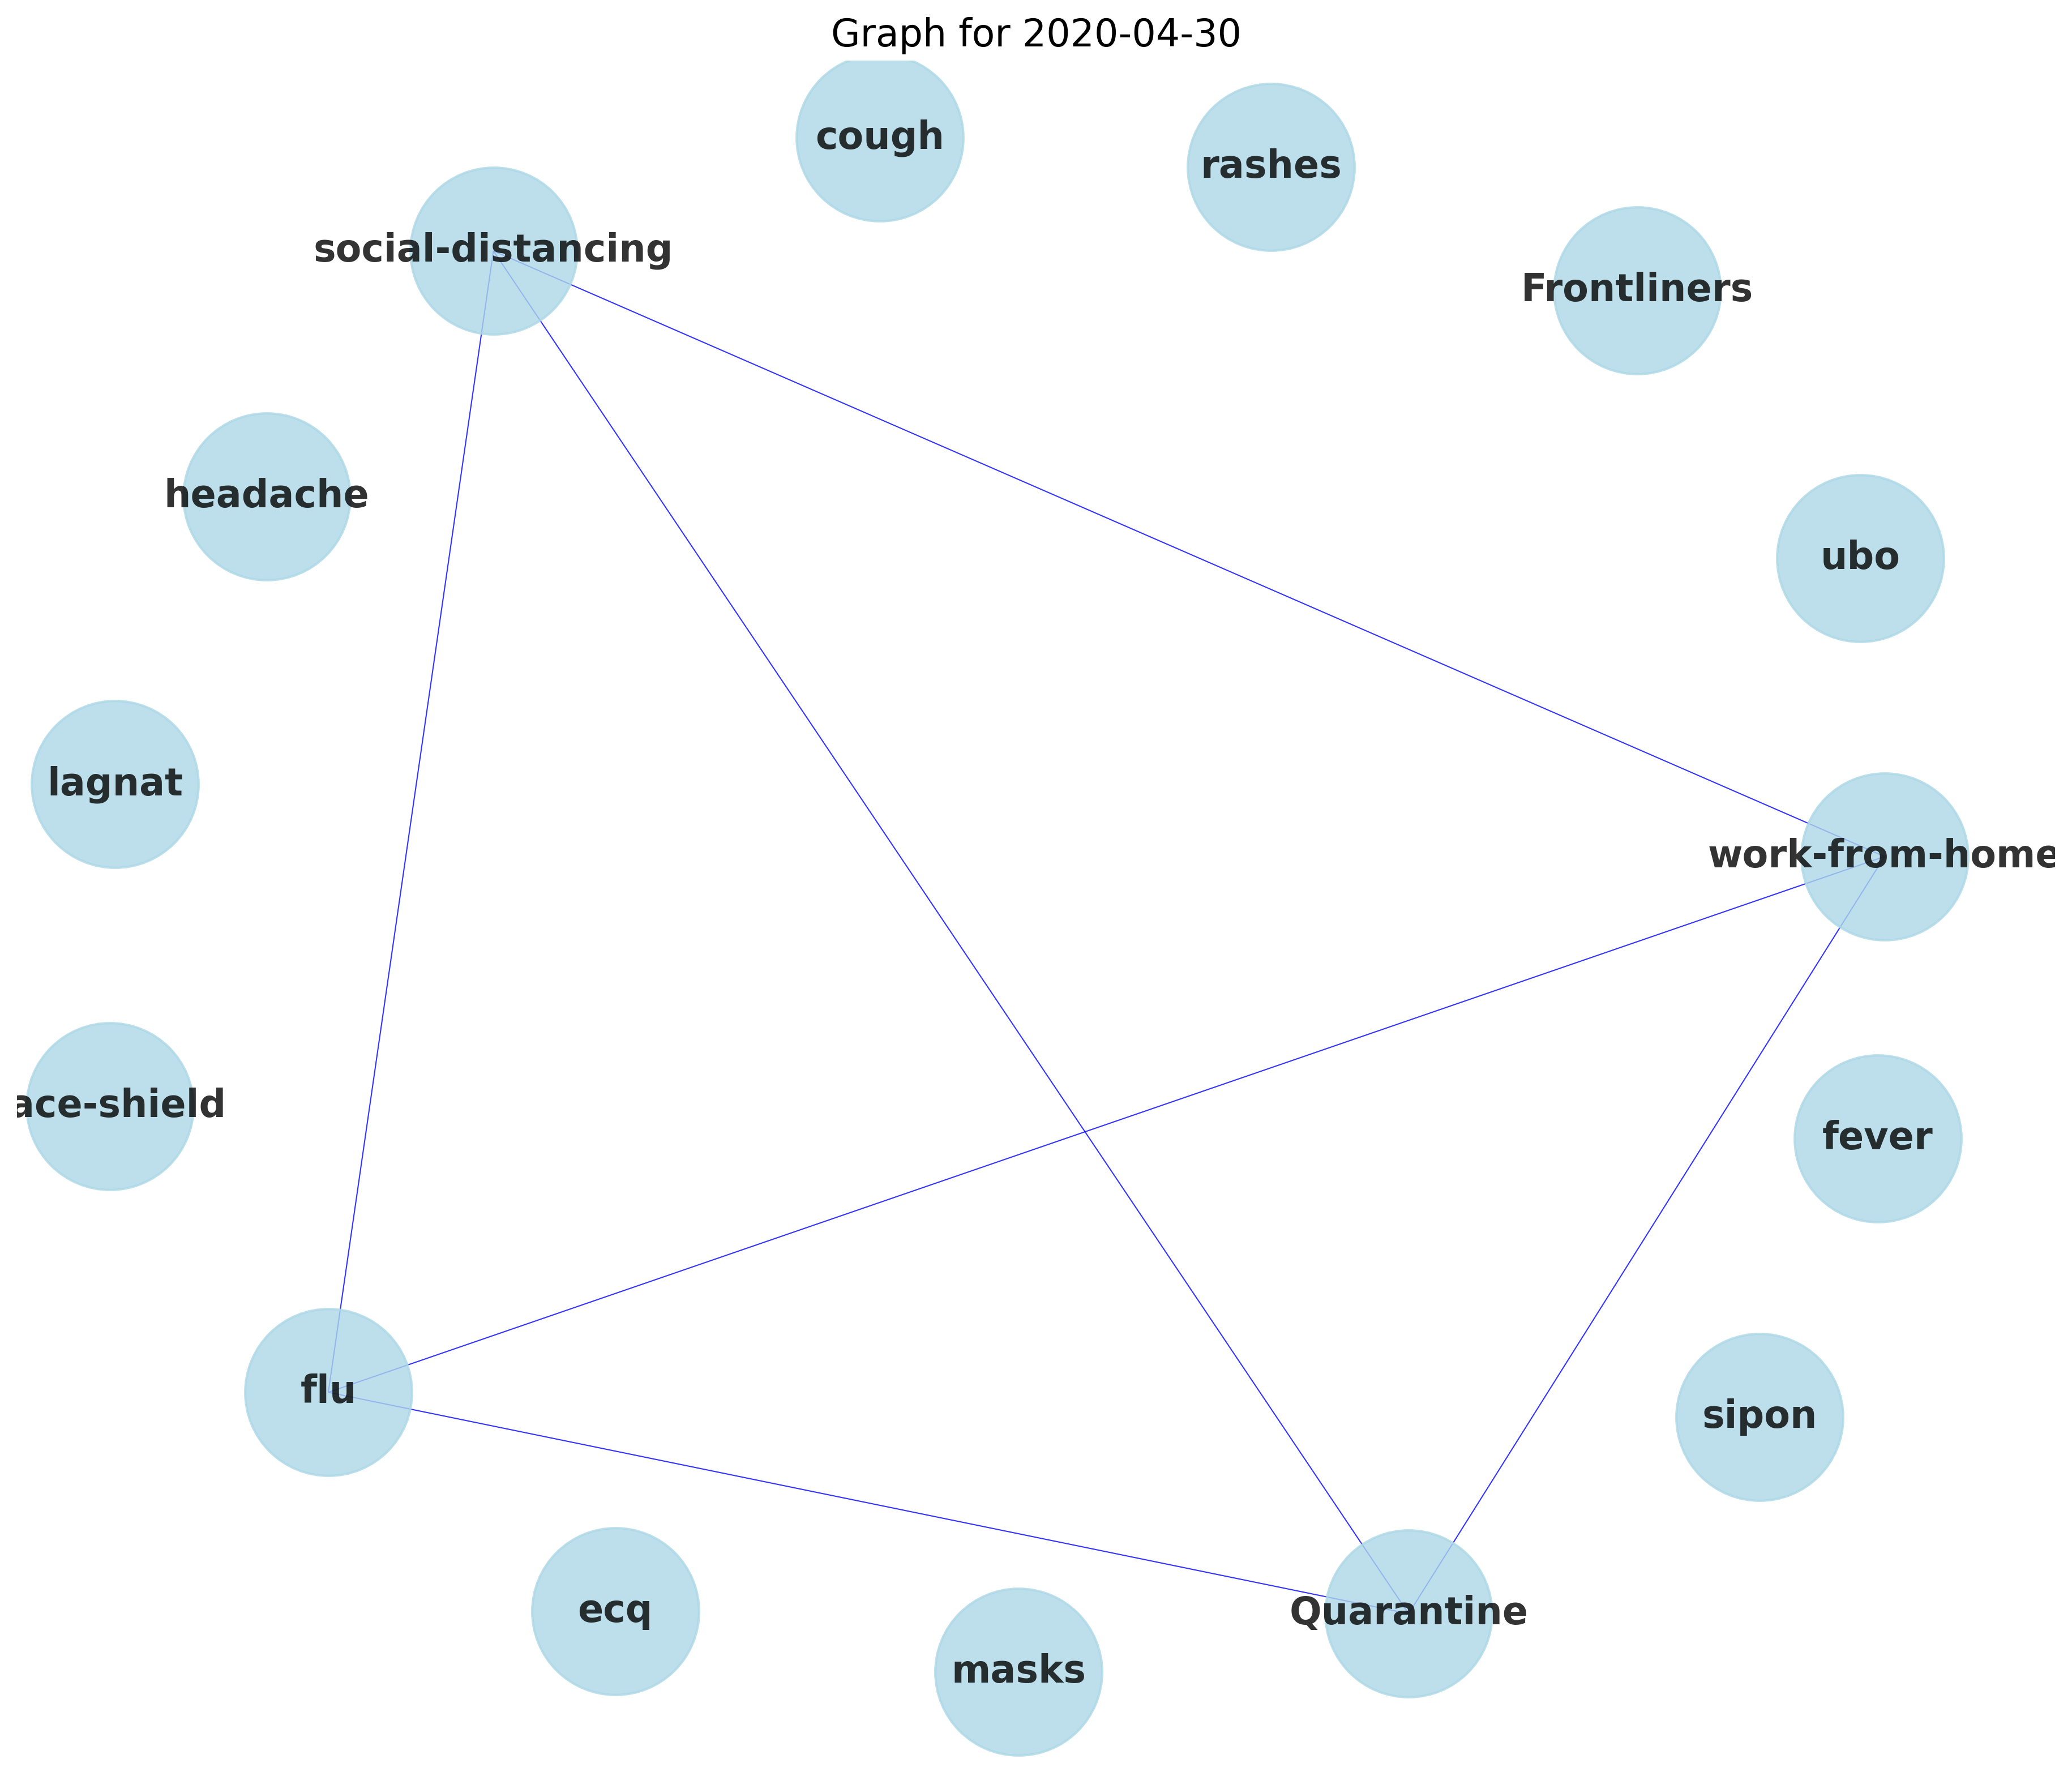 Graph for 2020-04-30
cough
rashes
social-distancing
Frontliners
headache
ubo
lagnat
work-from-home
ace-shield
fever
flu
sipon
ecq
Quarantine
masks